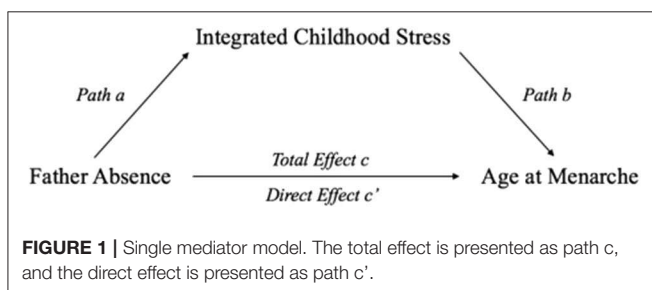 Integrated Childhood Stress
Path a
Path b
Total Effect c
Father Absence
Age at Menarche
Direct Effect c'
FIGURE 1 | Single mediator model. The total effect is presented as path c,
and the direct effect is presented as path c'.